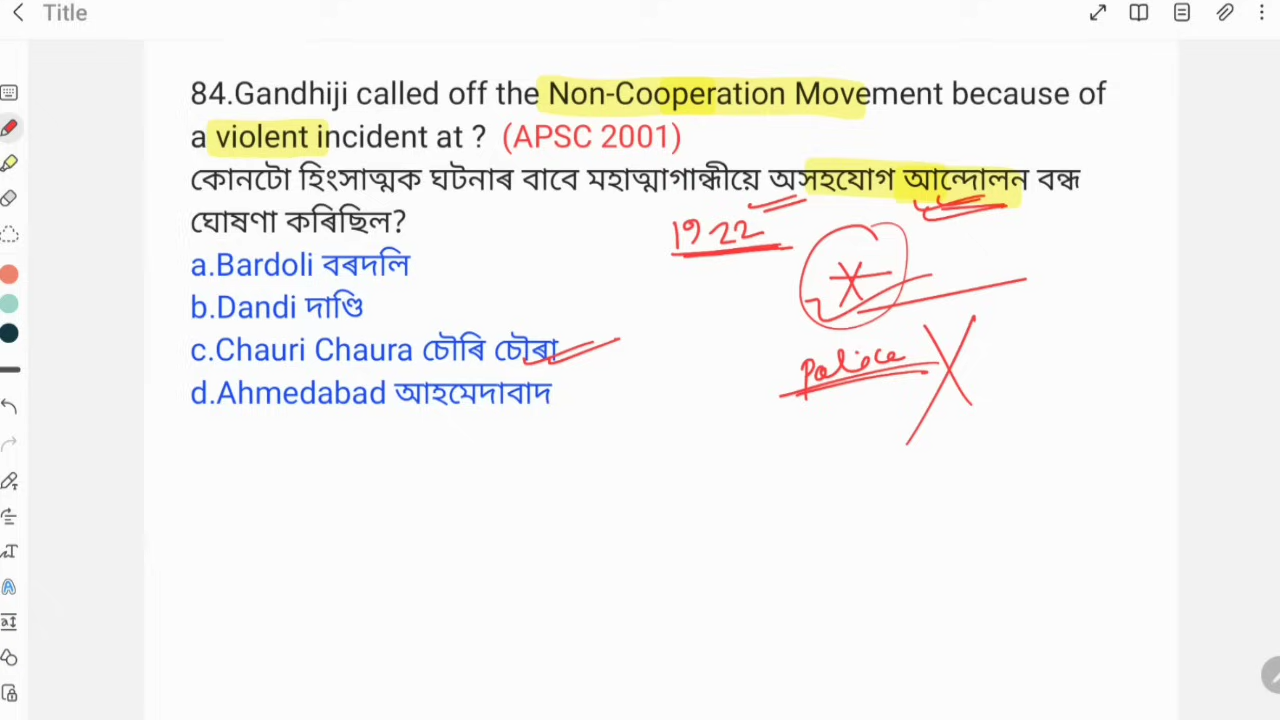 Title
84.Gandhiji called off the Non-Cooperation Movement because of
a violent incident at ? (APSC 2001)
কোনটো হিংসাত্মক ঘটনাৰ বাবে মহাত্মাগান্ধীয়ে অসহযোগ আন্দোলন বন্ধ
ঘোষণা কৰিছিল?
1922
a.Bardoli বৰদলি
b.Dandi দাণ্ডি
c.Chauri Chaura চৌৰি চৌৰা
Police
d.Ahmedabad আহমেদাবাদ